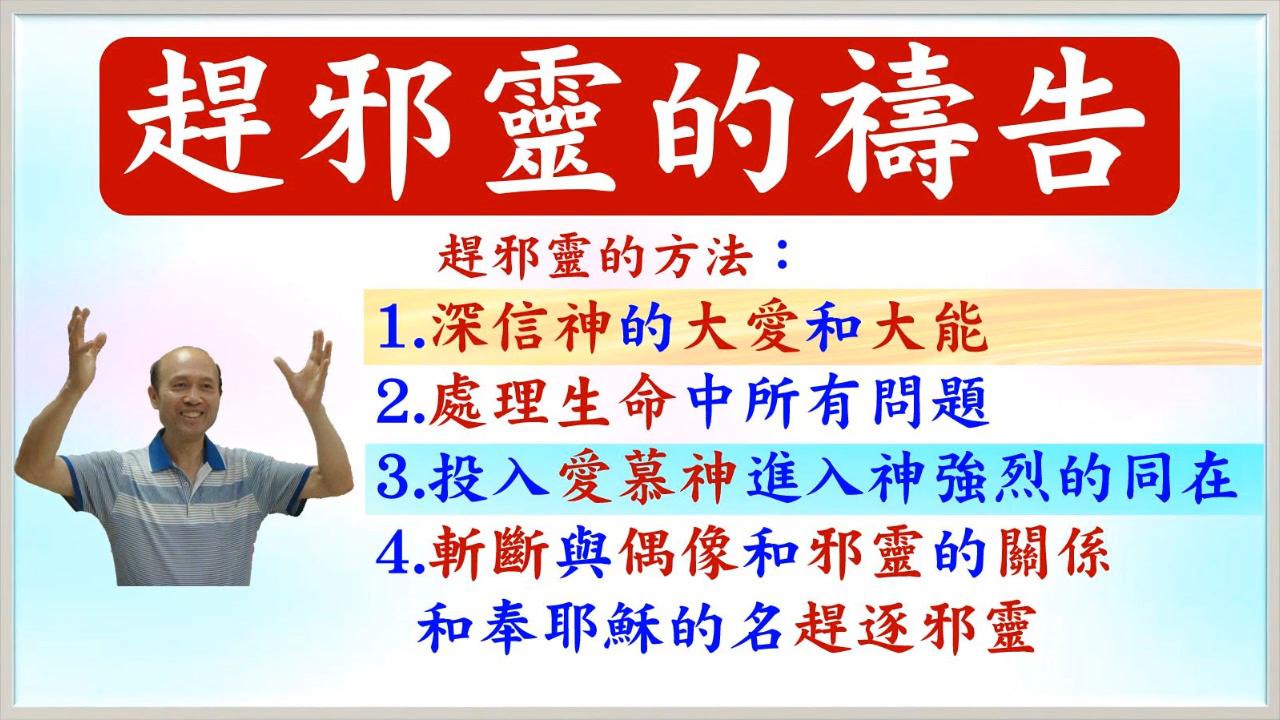 趕邪靈的禱告
趕邪靈的方法：
1.深信神的大愛和大能
2.處理生命中所有問題
3.投入愛慕神進入神強烈的同在
4.斬斷與偶像和邪靈的關係
和奉耶穌的名趕逐邪靈